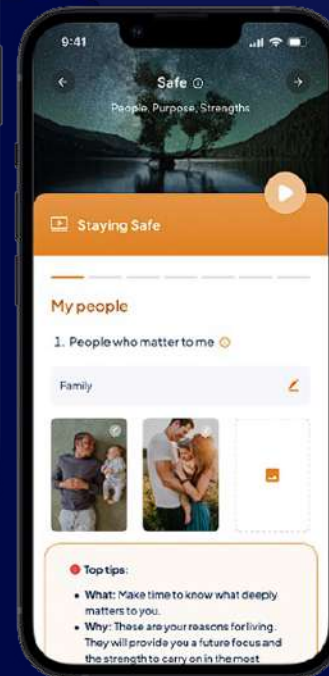 9:41
Safe
People, Purpose, Strengths
Staying Safe
My people
1. People who matter to me
Family
Top tips:
• What: Make time to know what deeply
matters to you.
• Why: These are your reasons for living.
They will provide you a future focus and
the strength to carry on in the most